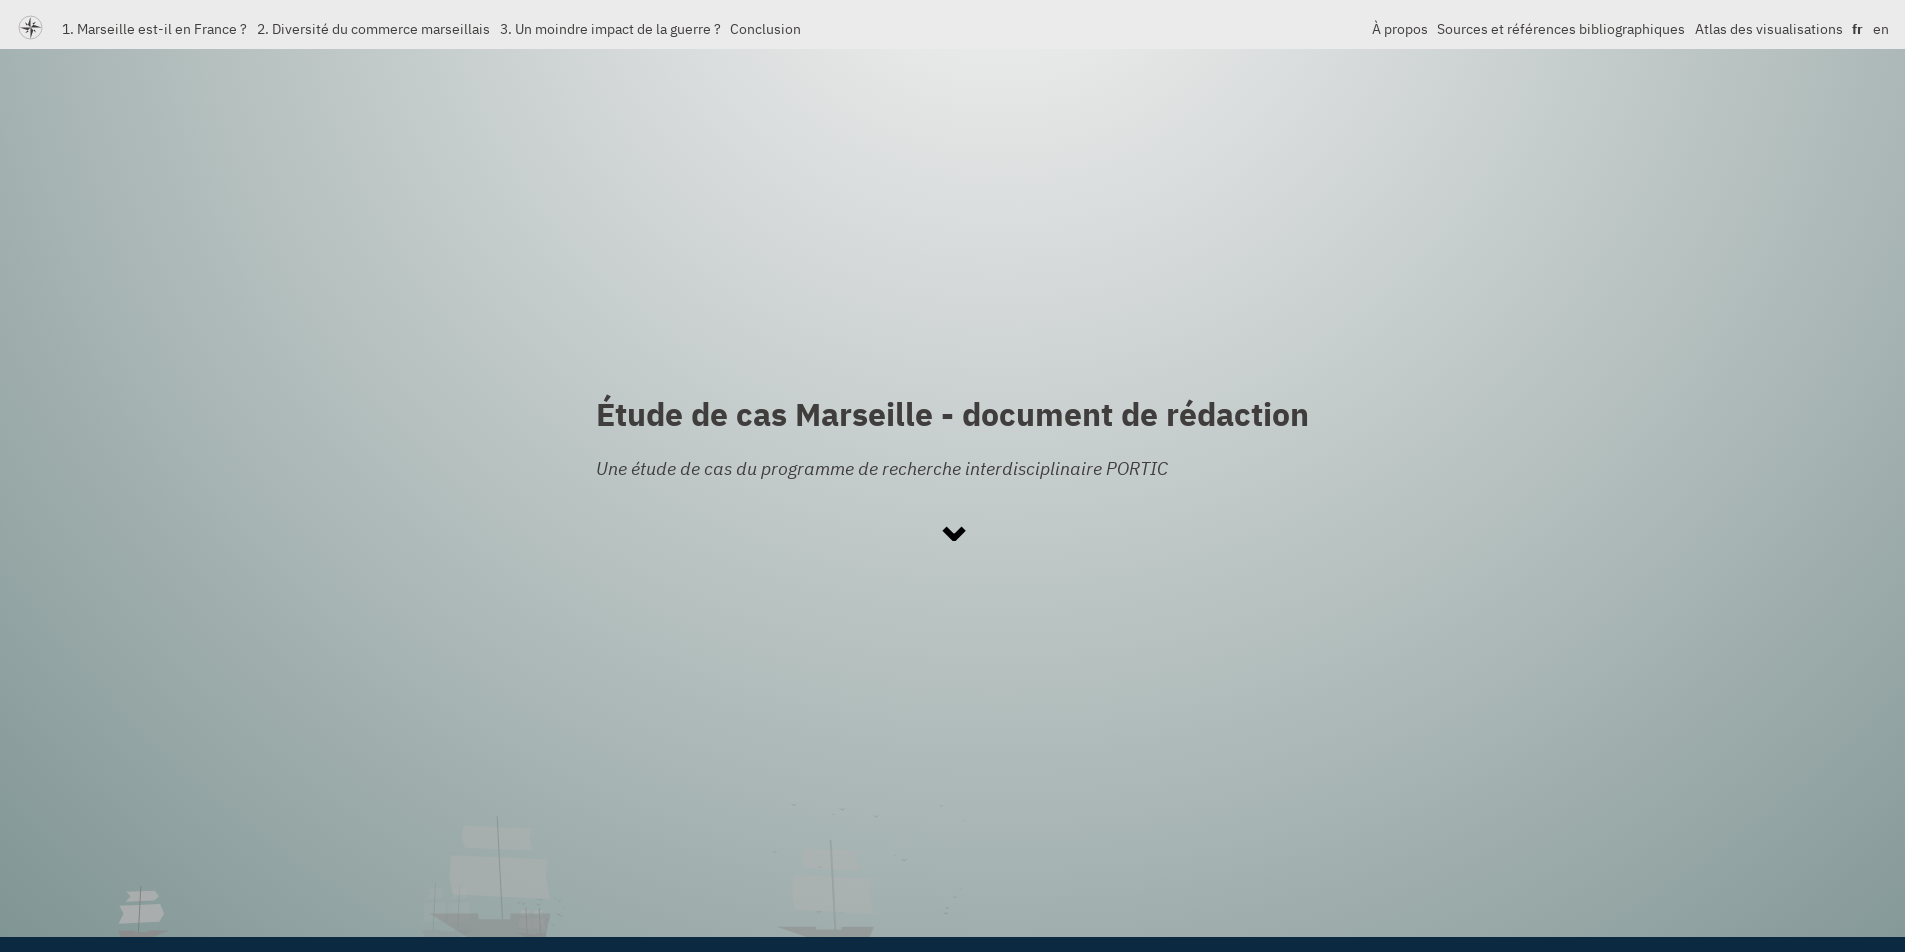 1. Marseille est-il en France ? 2. Diversité du commerce marseillais 3. Un moindre impact de la guerre ? Conclusion À propos Sources et références bibliographiques Atlas des visualisations fr en
Étude de cas Marseille - document de rédaction
Une étude de cas du programme de recherche interdisciplinaire PORTIC